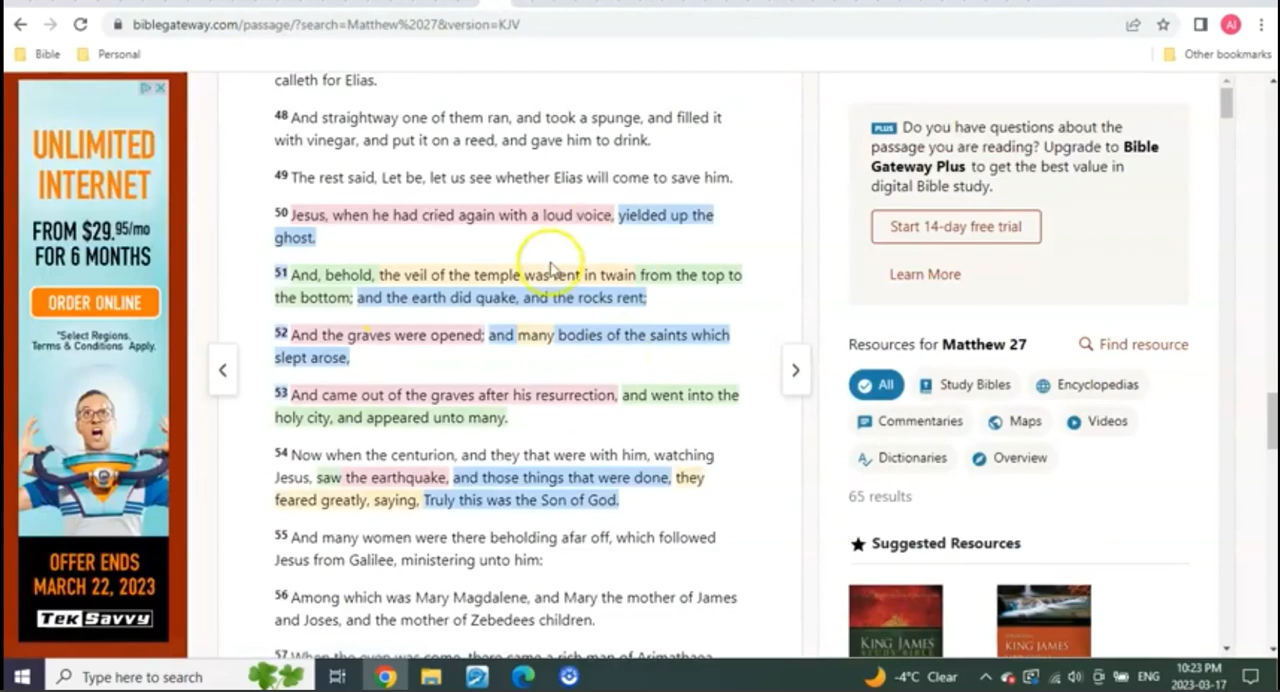 biblegateway.com/passage/?search=Matthew%2027&version=KJV
AI
Bible
Personal
Other bookmarks
UNLIMITED
INTERNET
FROM $29.95/mo
FOR 6 MONTHS
ORDER ONLINE
*Select Regions.
Terms & Conditions Apply.
OFFER ENDS
MARCH 22, 2023
TekSavvy
calleth for Elias.
48 And straightway one of them ran, and took a spunge, and filled it
with vinegar, and put it on a reed, and gave him to drink.
49 The rest said, Let be, let us see whether Elias will come to save him.
50 Jesus, when he had cried again with a loud voice, yielded up the
ghost.
51 And, behold, the veil of the temple was rent in twain from the top to
the bottom; and the earth did quake, and the rocks rent;
52 And the graves were opened; and many bodies of the saints which
slept arose,
53 And came out of the graves after his resurrection, and went into the
holy city, and appeared unto many.
54 Now when the centurion, and they that were with him, watching
Jesus, saw the earthquake, and those things that were done, they
feared greatly, saying, Truly this was the Son of God.
55 And many women were there beholding afar off, which followed
Jesus from Galilee, ministering unto him:
56 Among which was Mary Magdalene, and Mary the mother of James
and Joses, and the mother of Zebedees children.
57 When the even was come, there came a rich man of Arimathaea,
PLUS Do you have questions about the
passage you are reading? Upgrade to Bible
Gateway Plus to get the best value in
digital Bible study.
Start 14-day free trial
Learn More
Resources for Matthew 27
Find resource
All
Study Bibles
Encyclopedias
Commentaries
Maps
Videos
Dictionaries
Overview
65 results
Suggested Resources
KING JAMES
STUDY BIBLE
KING JAMES
Type here to search
-4°C Clear
ENG
10:23 PM
2023-03-17